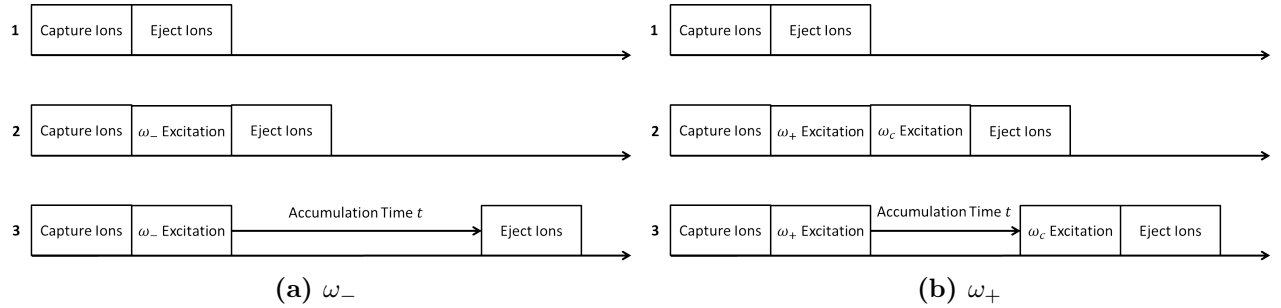 1 Capture Ions Eject Ions
2 Capture Ions ω− Excitation Eject Ions
3 Capture Ions ω− Excitation Accumulation Time t Eject Ions
(a) ω−
1 Capture Ions Eject Ions
2 Capture Ions ω+ Excitation ωc Excitation Eject Ions
3 Capture Ions ω+ Excitation Accumulation Time t ωc Excitation Eject Ions
(b) ω+